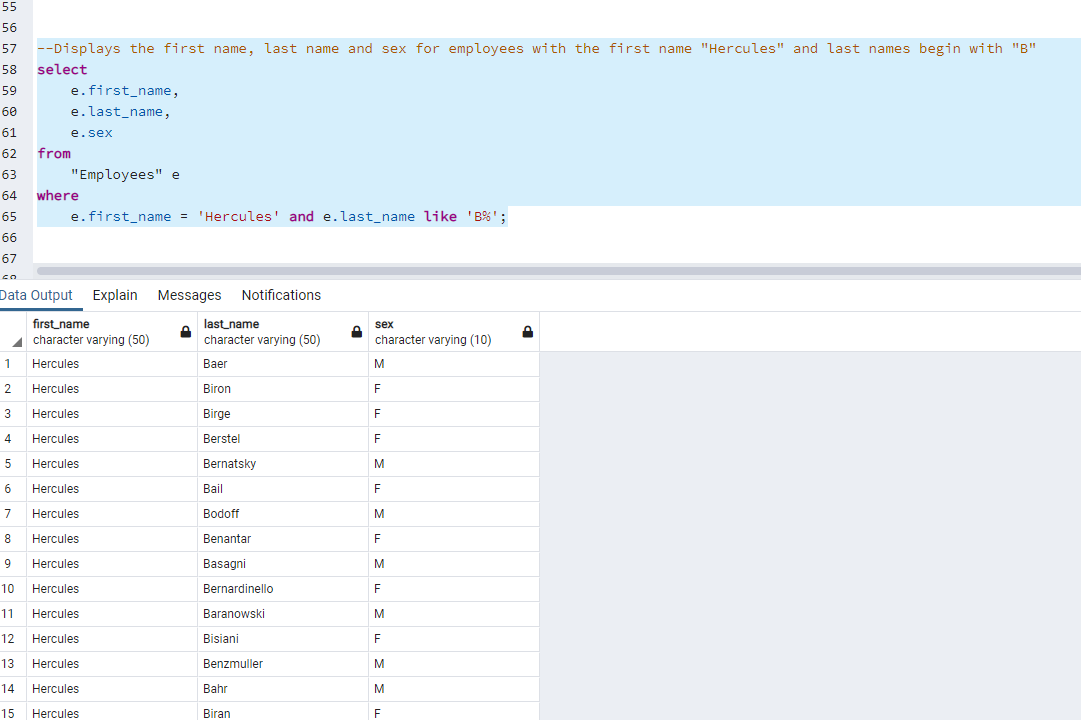 55
56
57 --Displays the first name, last name and sex for employees with the first name "Hercules" and last names begin with "B"
58 select
59 e.first_name,
60 e.last_name,
61 e.sex
62 from
63 "Employees" e
64 where
65 e.first_name = 'Hercules' and e.last_name like 'B%';
66
67
68
Data Output Explain Messages Notifications
first_name last_name sex
character varying (50) character varying (50) character varying (10)
1 Hercules Baer M
2 Hercules Biron F
3 Hercules Birge F
4 Hercules Berstel F
5 Hercules Bernatsky M
6 Hercules Bail F
7 Hercules Bodoff M
8 Hercules Benantar F
9 Hercules Basagni M
10 Hercules Bernardinello F
11 Hercules Baranowski M
12 Hercules Bisiani F
13 Hercules Benzmuller M
14 Hercules Bahr M
15 Hercules Biran F